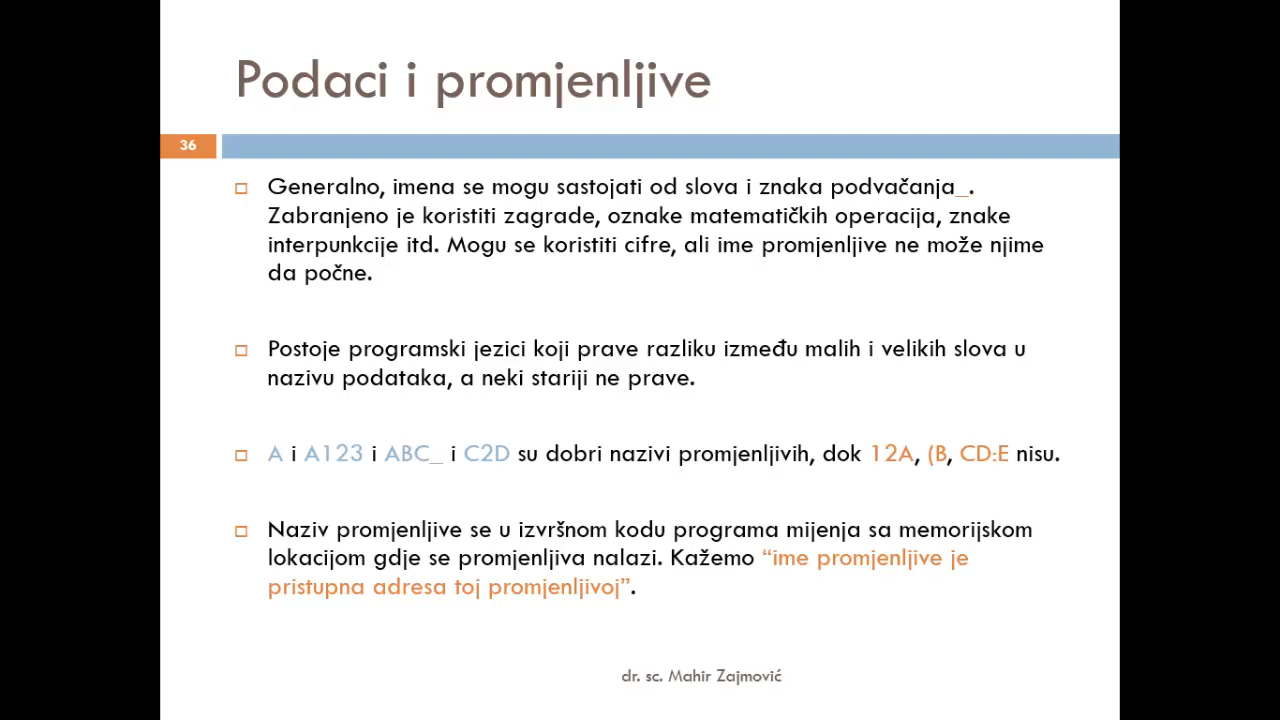 Podaci i promjenljive
36
Generalno, imena se mogu sastojati od slova i znaka podvačanja_.
Zabranjeno je koristiti zagrade, oznake matematičkih operacija, znake
interpunkcije itd. Mogu se koristiti cifre, ali ime promjenljive ne može njime
da počne.
Postoje programski jezici koji prave razliku između malih i velikih slova u
nazivu podataka, a neki stariji ne prave.
A i A123 i ABC_ i C2D su dobri nazivi promjenljivih, dok 12A, (B, CD:E nisu.
Naziv promjenljive se u izvršnom kodu programa mijenja sa memorijskom
lokacijom gdje se promjenljiva nalazi. Kažemo “ime promjenljive je
pristupna adresa toj promjenljivoj”.
dr. sc. Mahir Zajmović